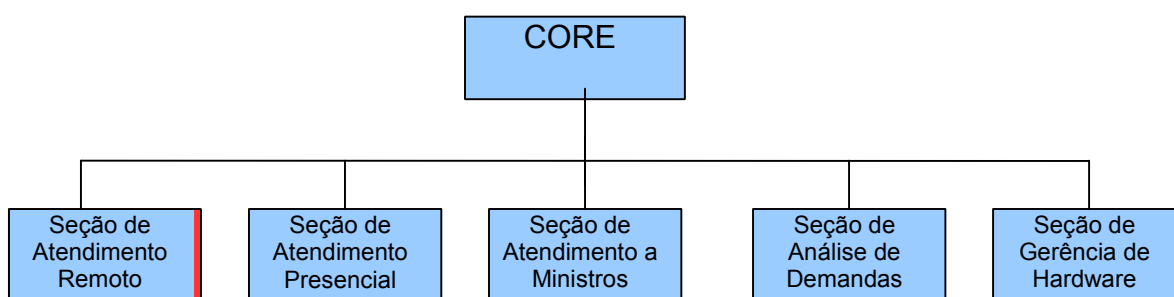 CORE
Seção de
Atendimento
Remoto
Seção de
Atendimento
Presencial
Seção de
Atendimento a
Ministros
Seção de
Análise de
Demandas
Seção de
Gerência de
Hardware